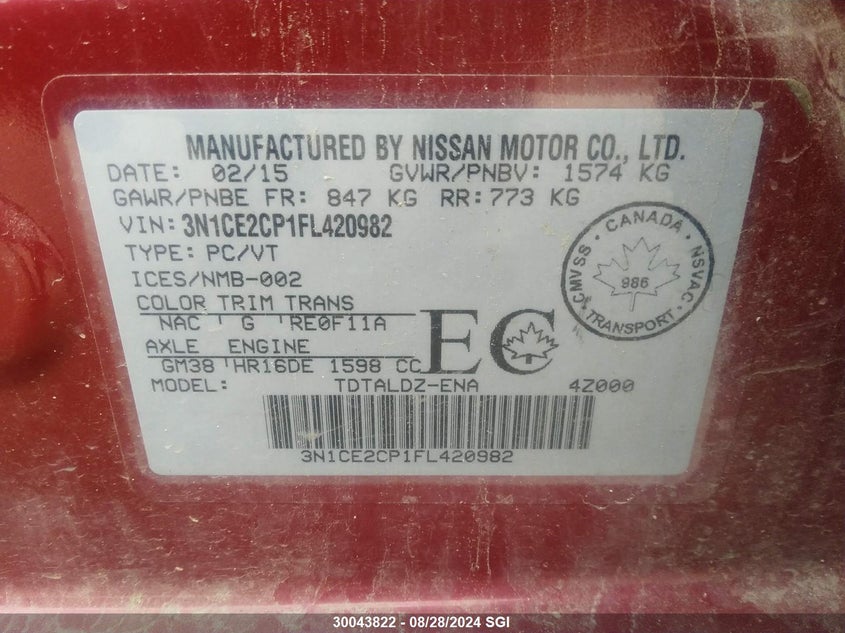 MANUFACTURED BY NISSAN MOTOR CO., LTD.
DATE: 02/15 GVWR/PNBV: 1574 KG
GAWR/PNBE FR: 847 KG RR: 773 KG
VIN: 3N1CE2CP1FL420982
TYPE: PC/VT
ICES/NMB-002
COLOR TRIM TRANS
NAC G RE0F11A
AXLE ENGINE
GM38 HR16DE 1598 CC
MODEL: TDTALDZ-ENA 4Z000
EC
CANADA
CMVSS NSVAC
986
TRANSPORT
3N1CE2CP1FL420982
30043822 - 08/28/2024 SGI